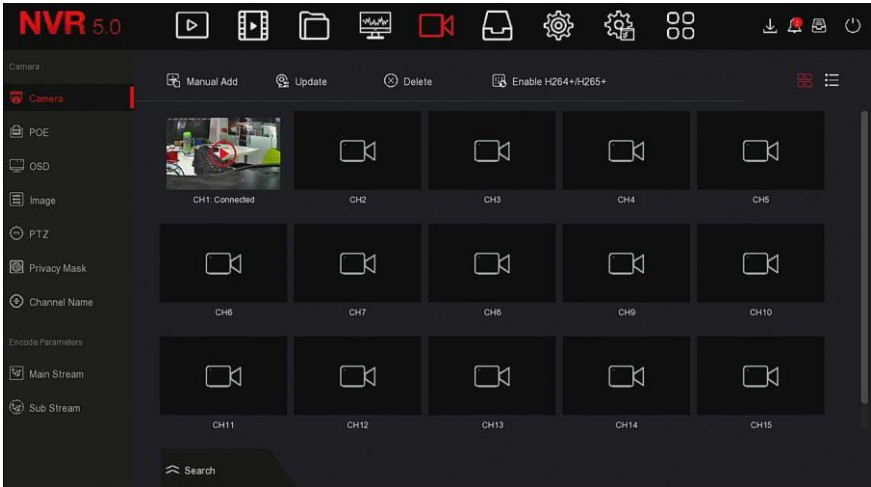 NVR 5.0
Camera
Manual Add
Update
Delete
Enable H264+/H265+
Camera
POE
OSD
Image
PTZ
Privacy Mask
Channel Name
Encode Parameters
Main Stream
Sub Stream
CH1: Connected
CH2
CH3
CH4
CH5
CH6
CH7
CH8
CH9
CH10
CH11
CH12
CH13
CH14
CH15
Search